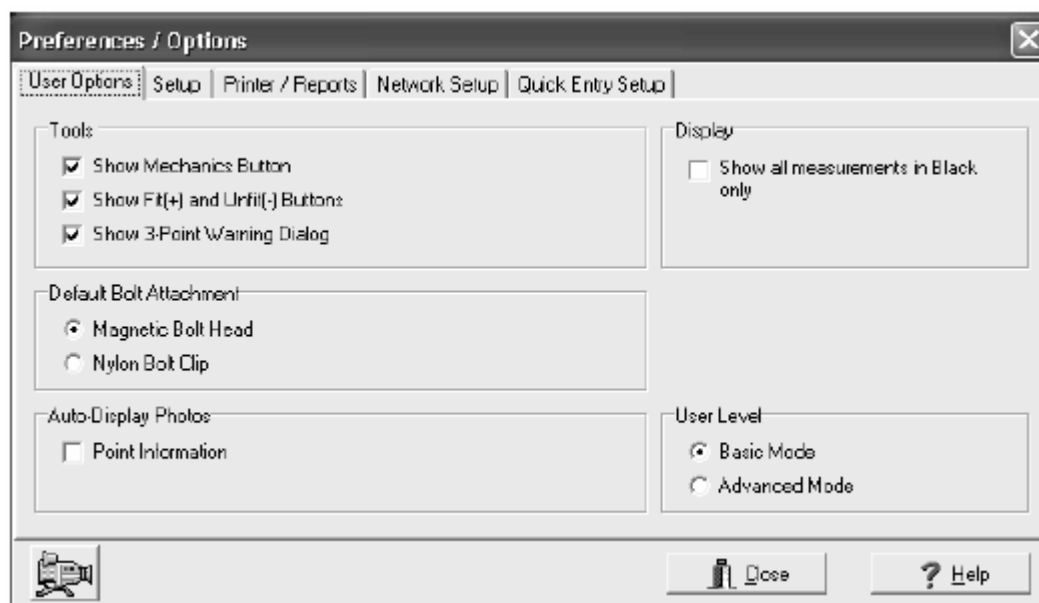 Preferences / Options
User Options Setup Printer / Reports Network Setup Quick Entry Setup
Tools
Show Mechanics Button
Show Fit(+) and Unfit(-) Buttons
Show 3-Point Warning Dialog
Display
Show all measurements in Black
only
Default Bolt Attachment
Magnetic Bolt Head
Nylon Bolt Clip
Auto-Display Photos
Point Information
User Level
Basic Mode
Advanced Mode
Close
? Help